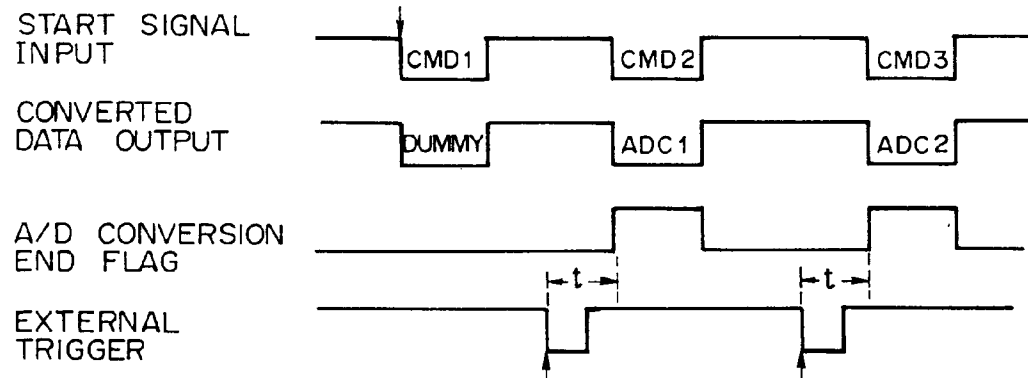 START SIGNAL
INPUT
CMD1
CMD2
CMD3
CONVERTED
DATA OUTPUT
DUMMY
ADC1
ADC2
A/D CONVERSION
END FLAG
t
t
EXTERNAL
TRIGGER